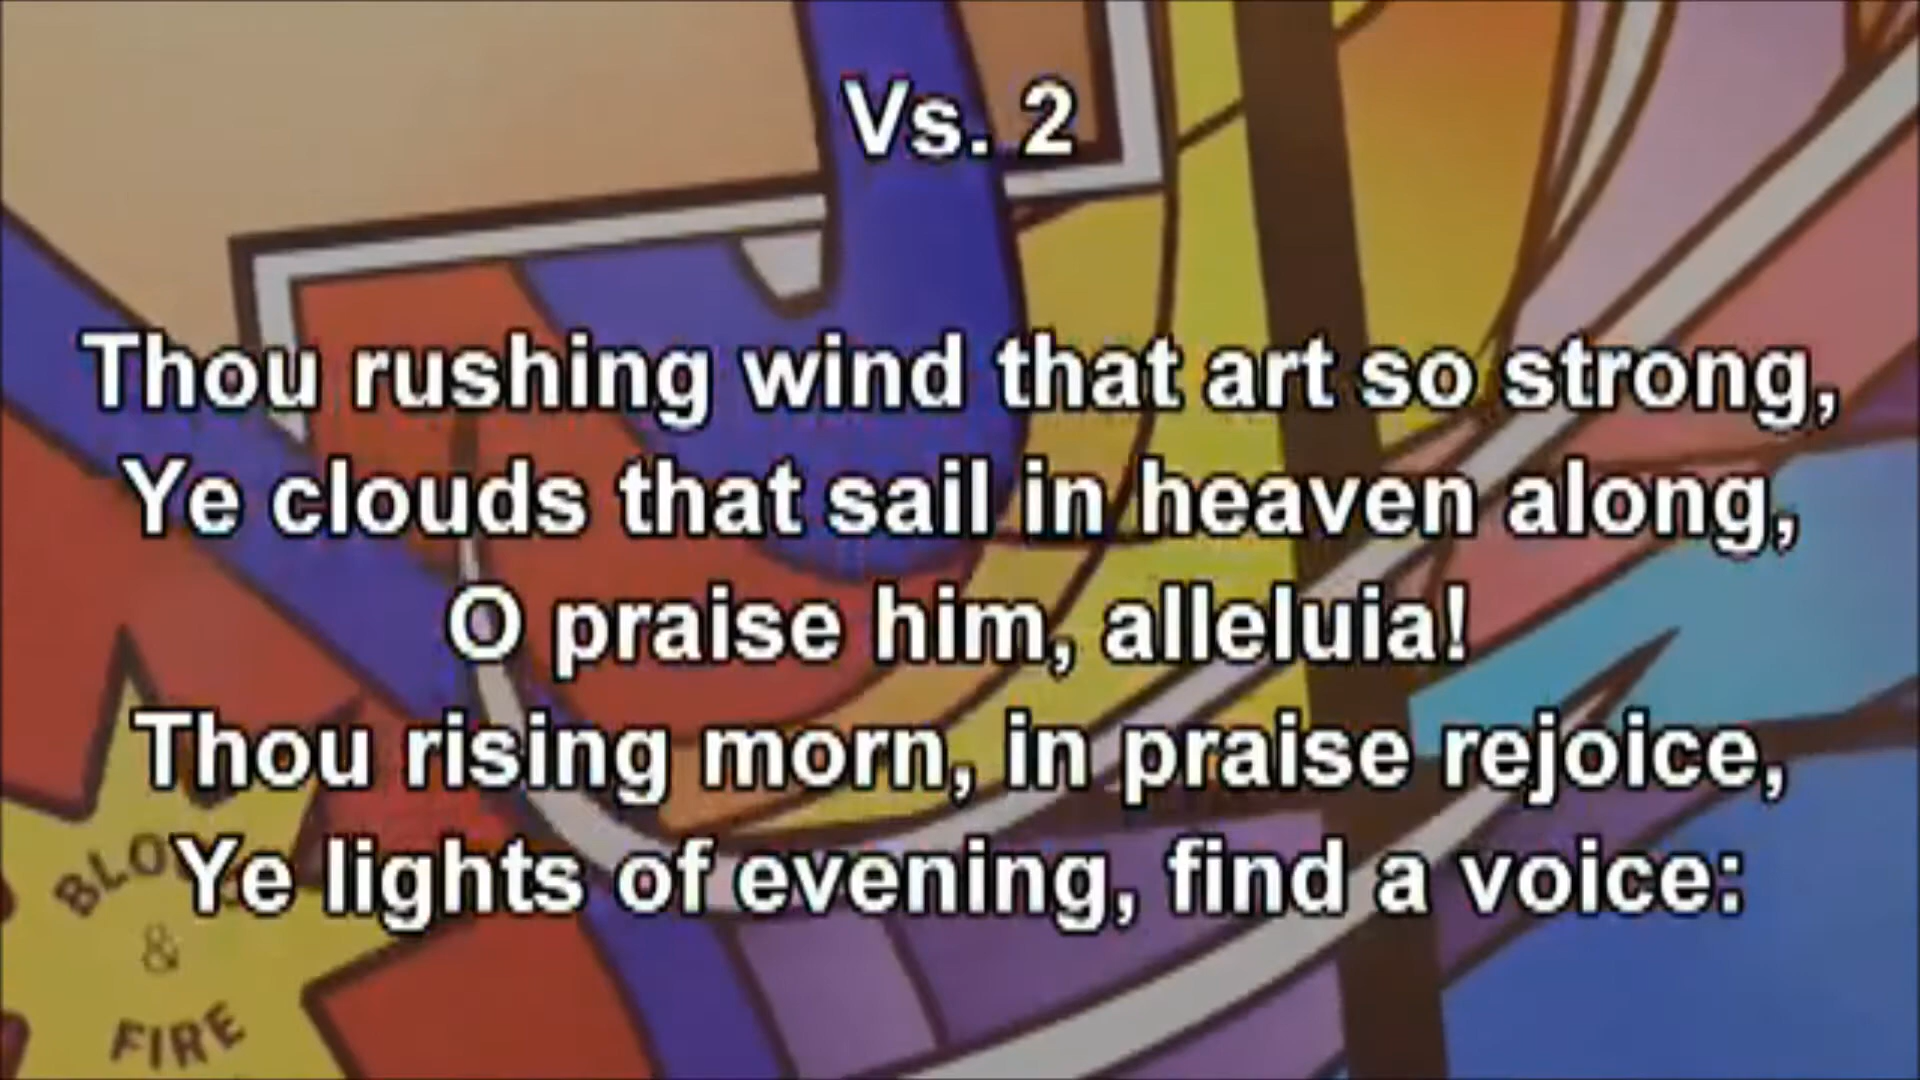 Vs. 2
Thou rushing wind that art so strong,
Ye clouds that sail in heaven along,
O praise him, alleluia!
Thou rising morn, in praise rejoice,
Ye lights of evening, find a voice:
&
FIRE